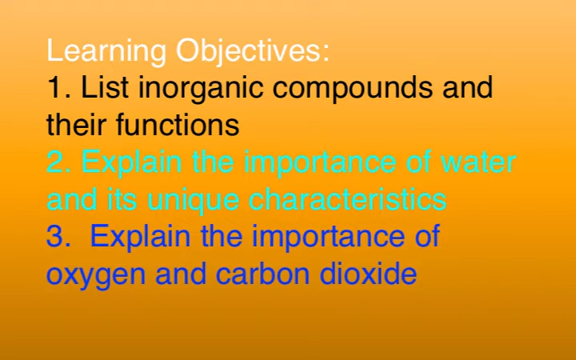 Learning Objectives:
1. List inorganic compounds and
their functions
2. Explain the importance of water
and its unique characteristics
3.  Explain the importance of
oxygen and carbon dioxide